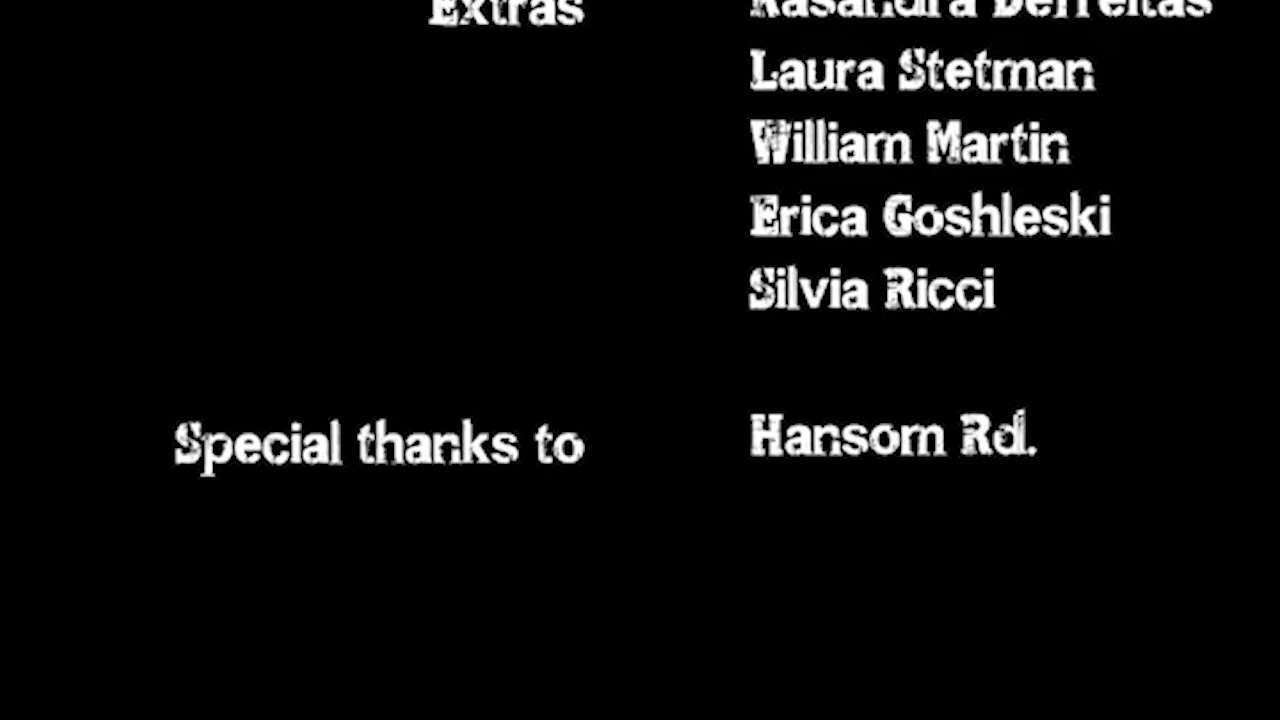 Extras
Laura Stetman
William Martin
Erica Goshleski
Silvia Ricci
Special thanks to
Hansom Rd.